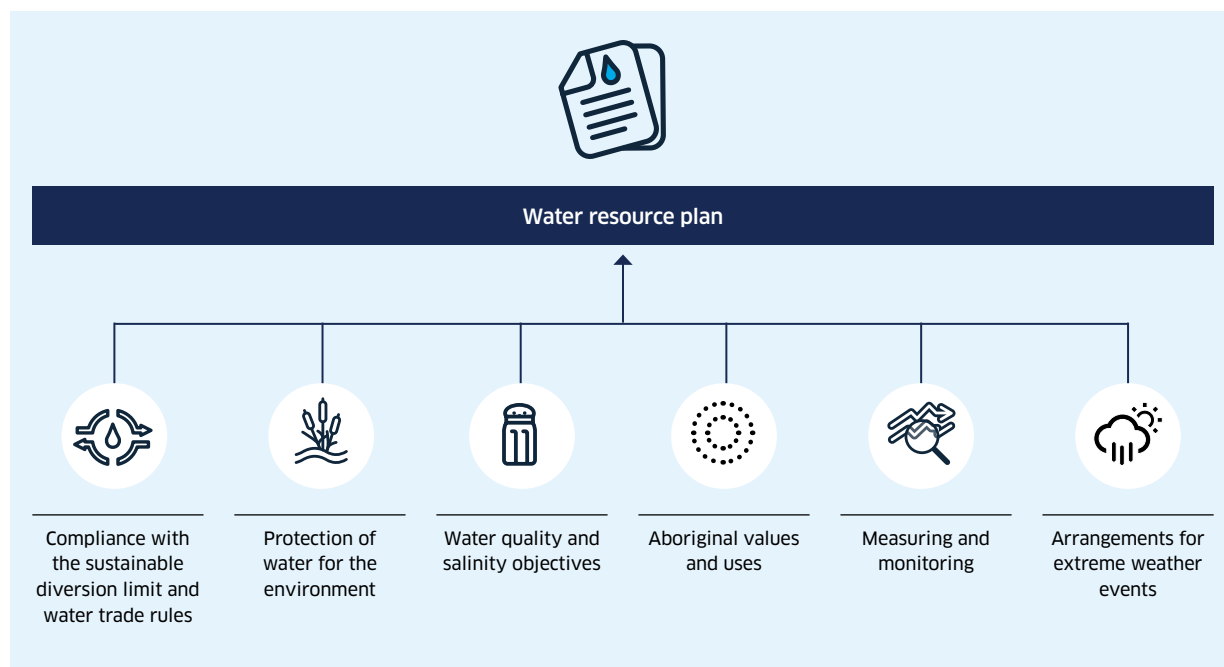 Water resource plan
Compliance with
the sustainable
diversion limit and
water trade rules
Protection of
water for the
environment
Water quality and
salinity objectives
Aboriginal values
and uses
Measuring and
monitoring
Arrangements for
extreme weather
events